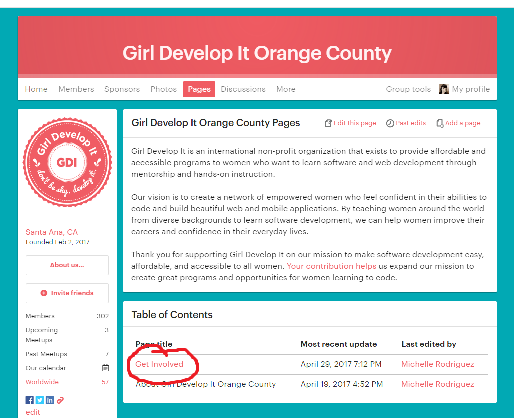 Girl Develop It Orange County
Home Members Sponsors Photos Pages Discussions More Group tools My profile
Girl Develop It
GDI
don't be shy. develop it.
Santa Ana, CA
Founded Feb 2, 2017
About us...
Invite friends
Members 302
Upcoming Meetups 3
Past Meetups 7
Our calendar
Worldwide 57
edit
Girl Develop It Orange County Pages Edit this page Past edits Add a page
Girl Develop It is an international non-profit organization that exists to provide affordable and
accessible programs to women who want to learn software and web development through
mentorship and hands-on instruction.
Our vision is to create a network of empowered women who feel confident in their abilities to
code and build beautiful web and mobile applications. By teaching women around the world
from diverse backgrounds to learn software development, we can help women improve their
careers and confidence in their everyday lives.
Thank you for supporting Girl Develop It on our mission to make software development easy,
affordable, and accessible to all women. Your contribution helps us expand our mission to
create great programs and opportunities for women learning to code.
Table of Contents
Page title Most recent update Last edited by
Get Involved April 29, 2017 7:12 PM Michelle Rodriguez
About Girl Develop It Orange County April 19, 2017 4:52 PM Michelle Rodriguez